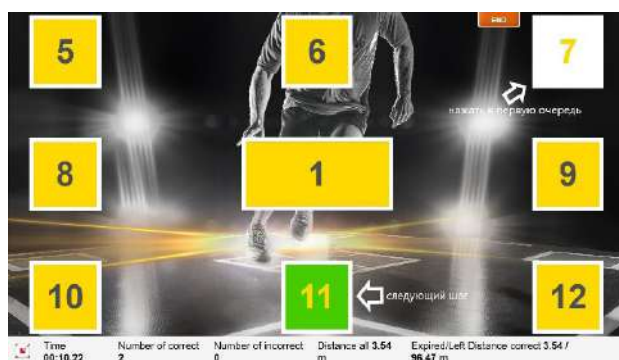 5
6
END
7
нажать в первую очередь
8
1
9
10
11
следующий шаг
12
Time
00:10.22
Number of correct
2
Number of incorrect
0
Distance all 3.54
m
Expired/Left Distance correct 3.54 /
96.47 m